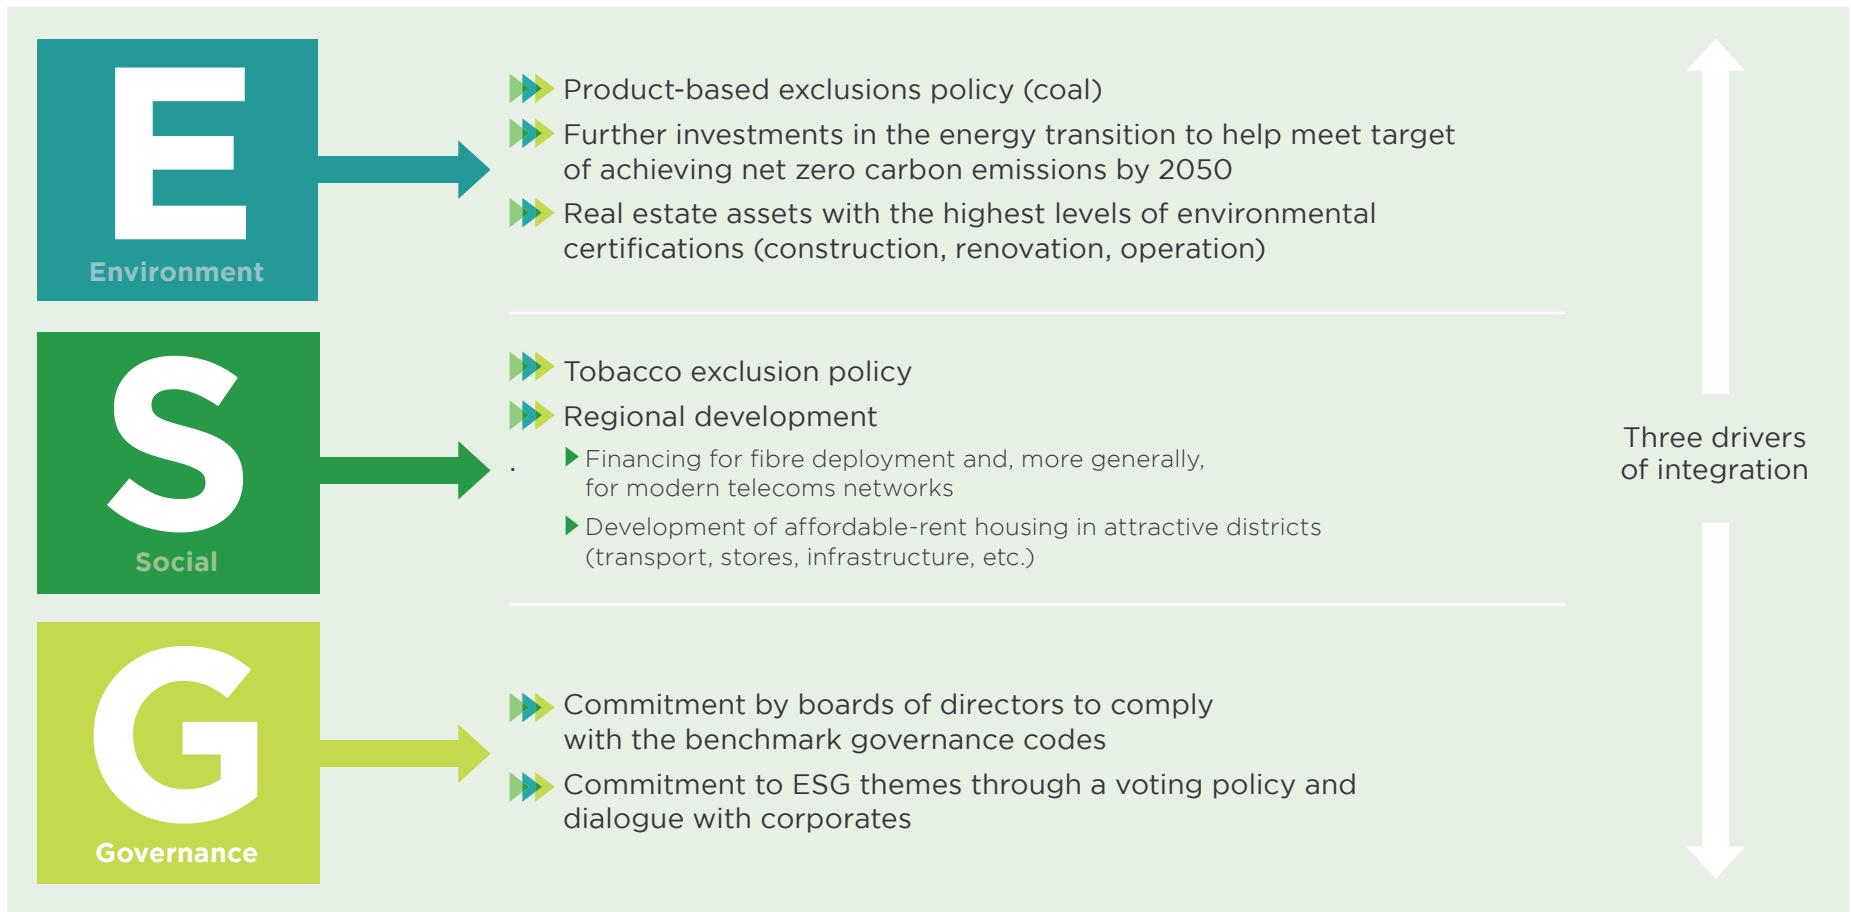 E
Environment
Product-based exclusions policy (coal)
Further investments in the energy transition to help meet target
of achieving net zero carbon emissions by 2050
Real estate assets with the highest levels of environmental
certifications (construction, renovation, operation)
S
Social
Tobacco exclusion policy
Regional development
.
Financing for fibre deployment and, more generally,
for modern telecoms networks
Development of affordable-rent housing in attractive districts
(transport, stores, infrastructure, etc.)
G
Governance
Commitment by boards of directors to comply
with the benchmark governance codes
Commitment to ESG themes through a voting policy and
dialogue with corporates
Three drivers
of integration